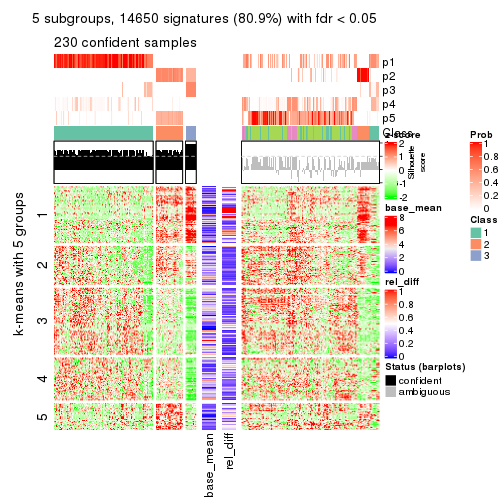 5 subgroups, 14650 signatures (80.9%) with fdr < 0.05
230 confident samples
p1
p2
p3
p4
p5
Class
z-score
2
1
0
-1
-2
Silhouette
score
Prob
1
0.8
0.6
0.4
0.2
0
base_mean
8
6
4
2
0
Class
1
2
3
rel_diff
1
0.8
0.6
0.4
0.2
0
Status (barplots)
confident
ambiguous
k-means with 5 groups
1
2
3
4
5
base_mean
rel_diff